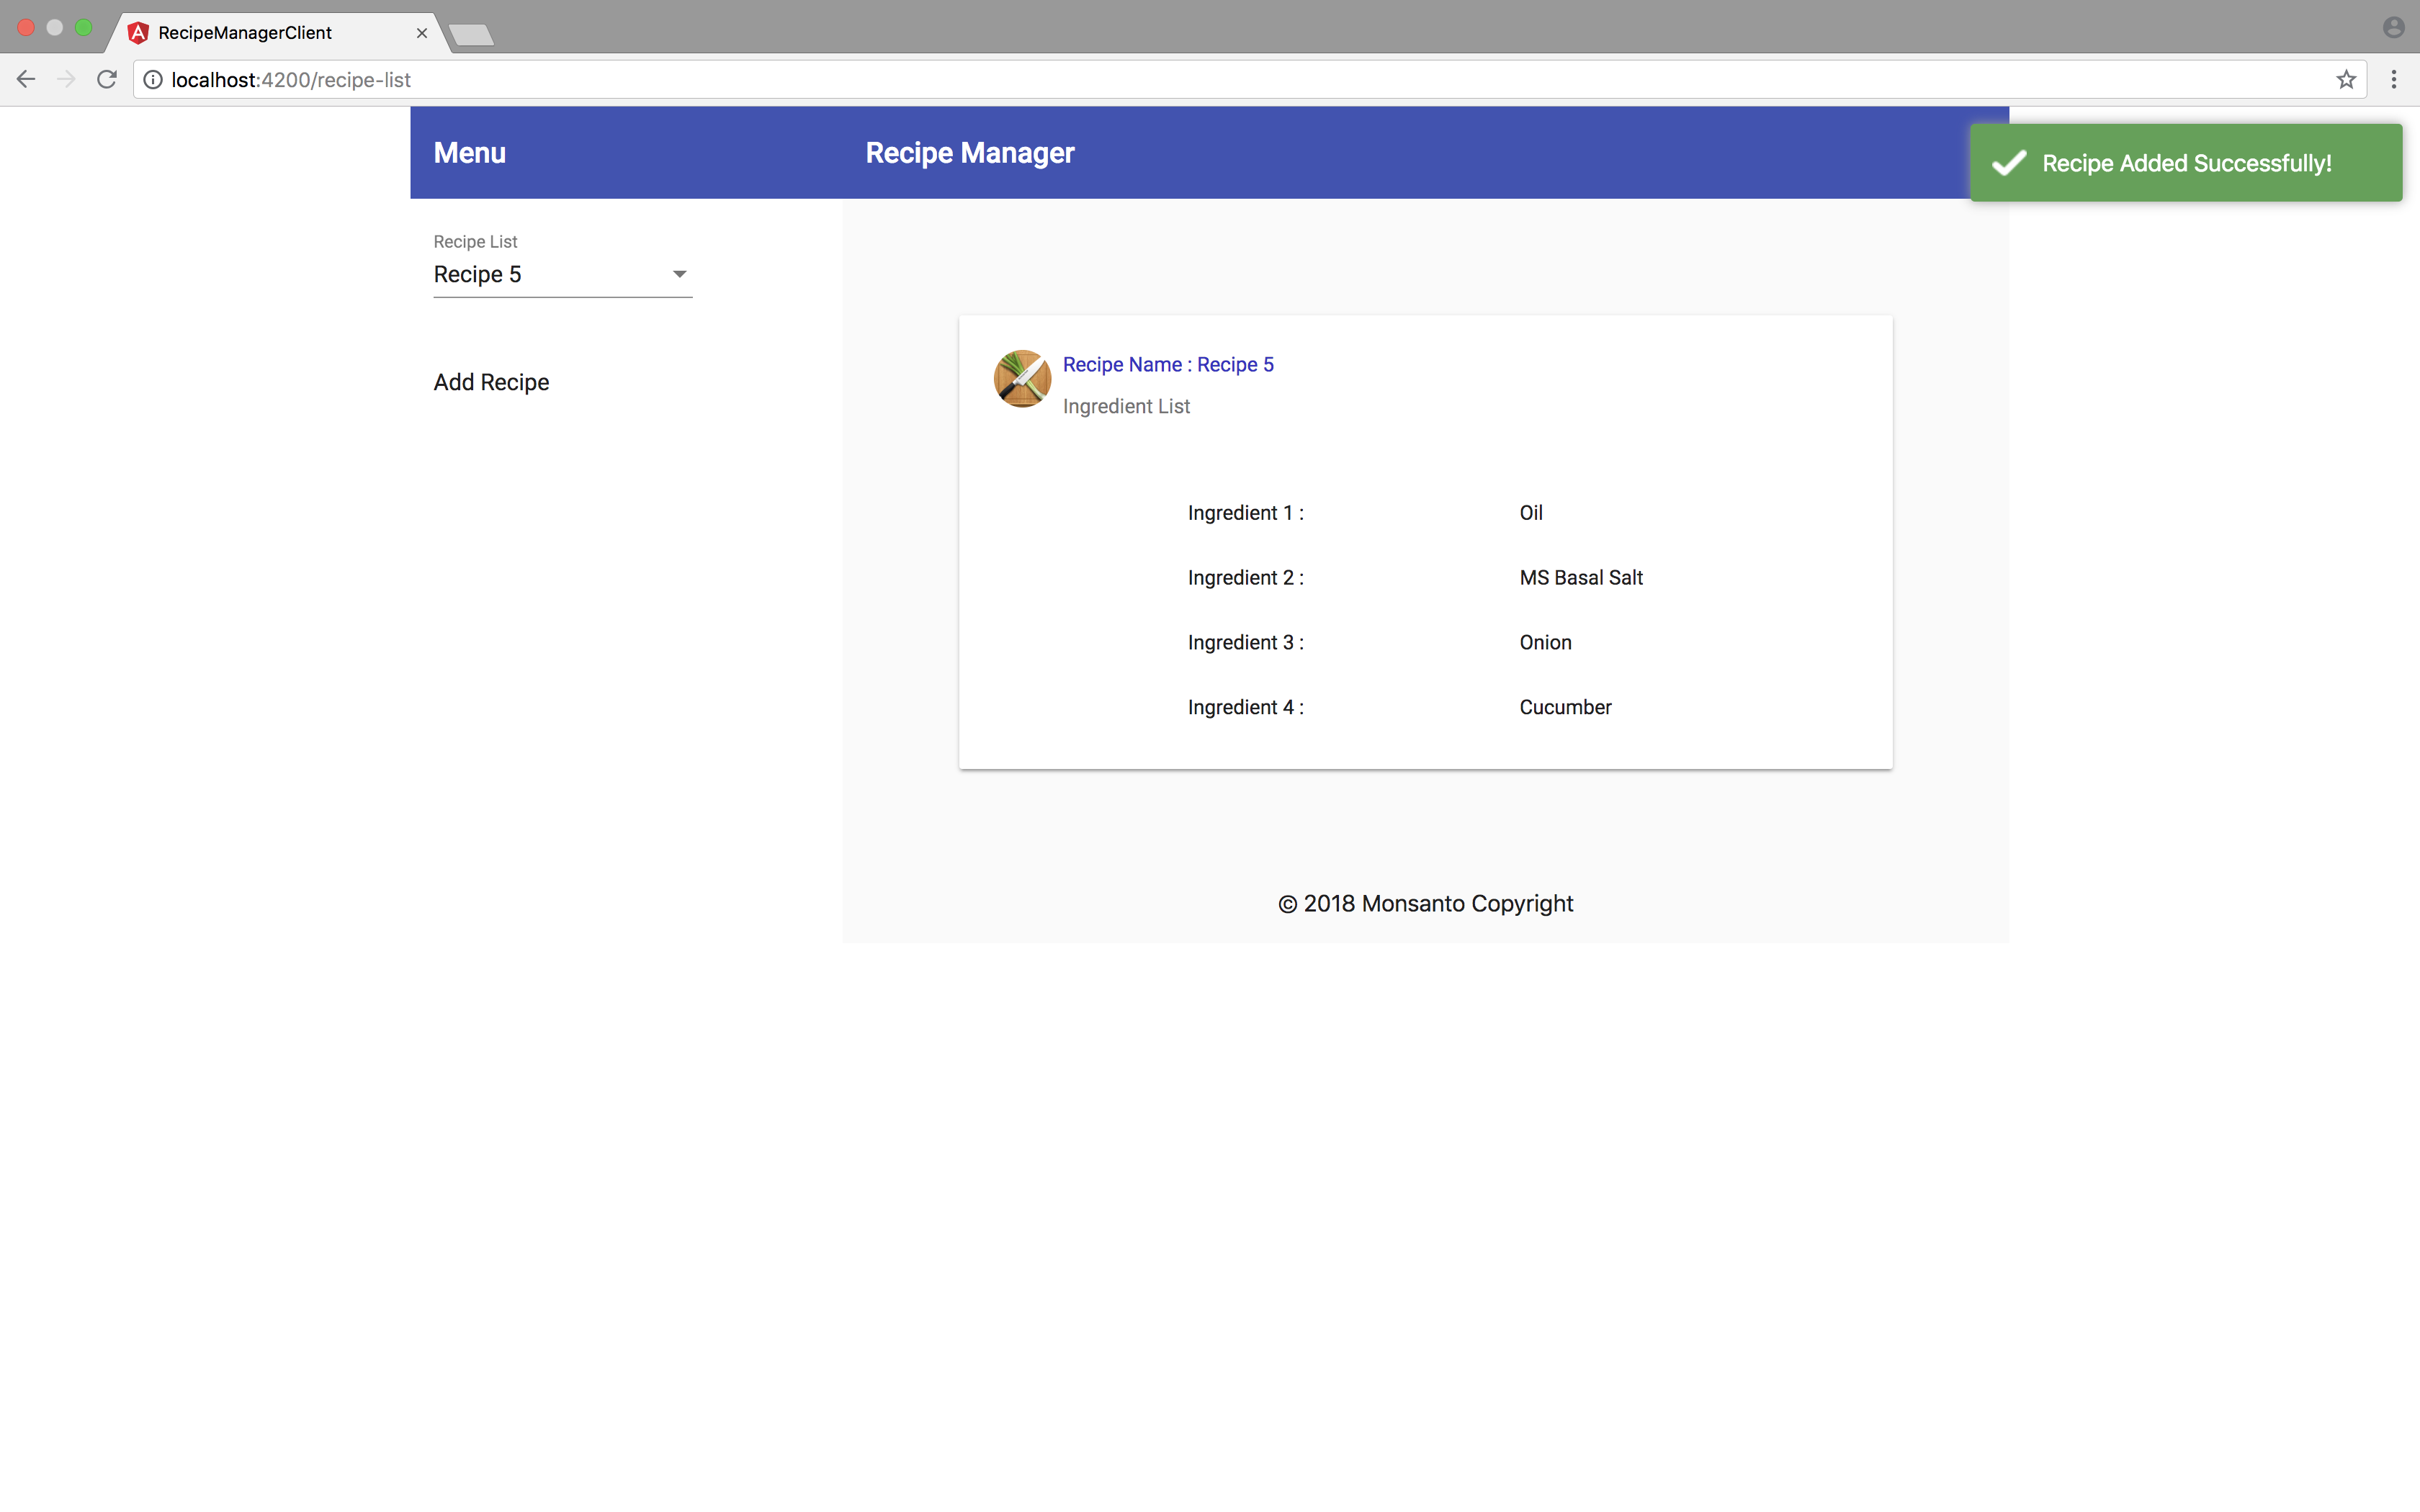 RecipeManagerClient
localhost:4200/recipe-list
Menu
Recipe Manager
Recipe Added Successfully!
Recipe List
Recipe 5
Add Recipe
Recipe Name : Recipe 5
Ingredient List
Ingredient 1 : Oil
Ingredient 2 : MS Basal Salt
Ingredient 3 : Onion
Ingredient 4 : Cucumber
© 2018 Monsanto Copyright